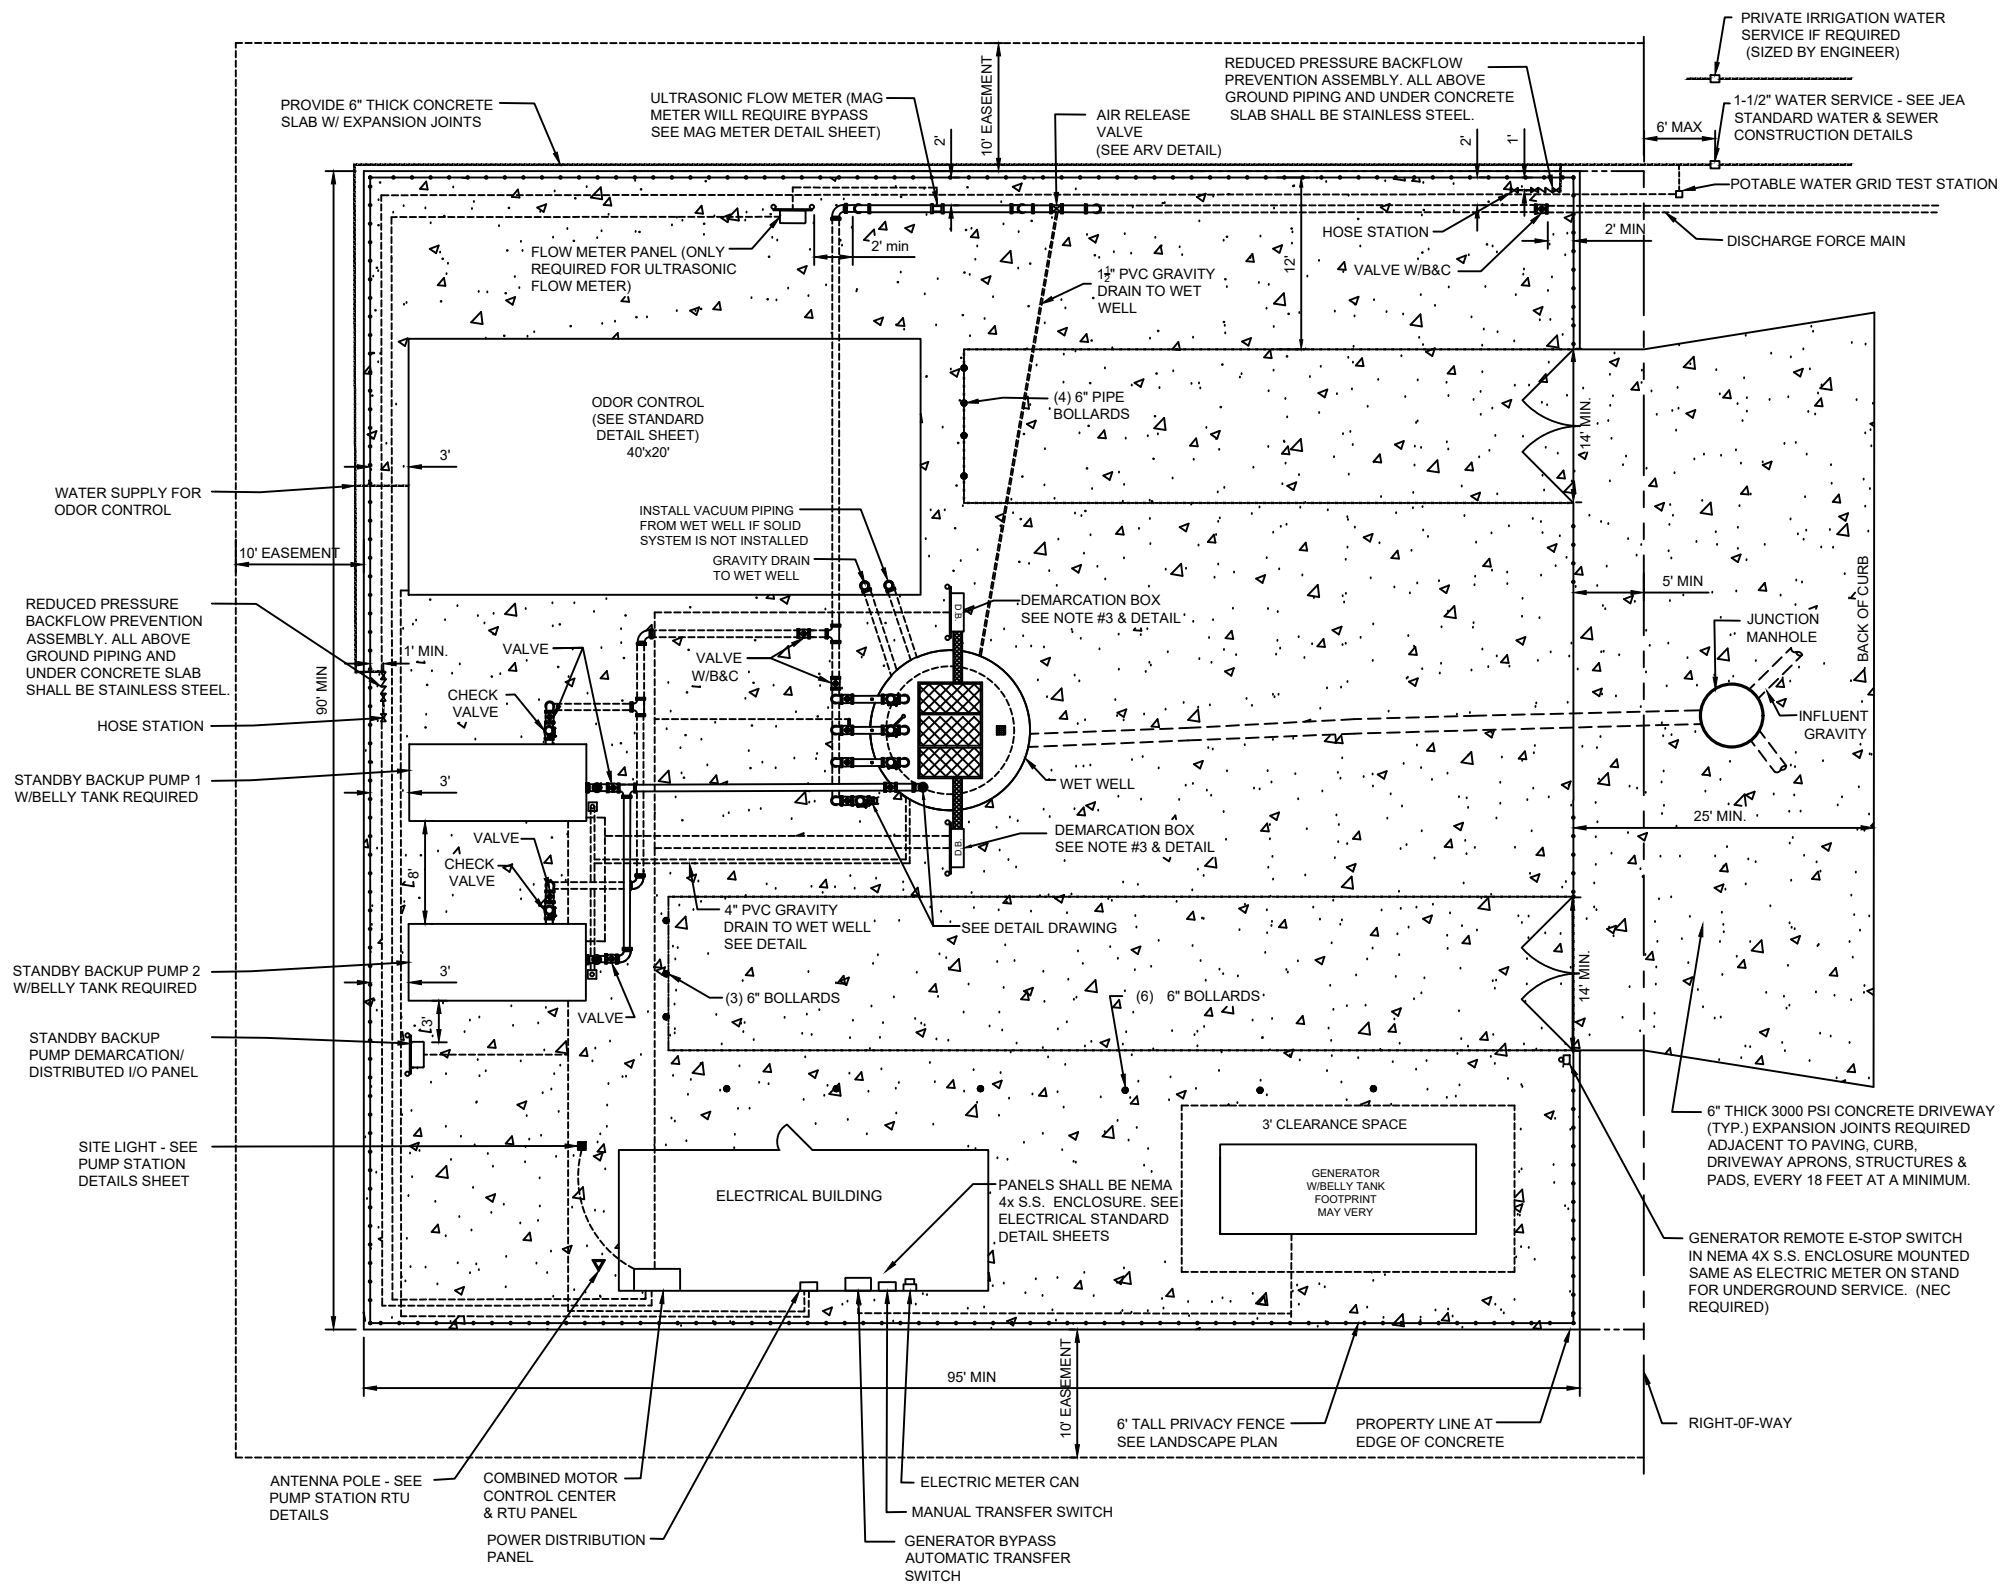 PRIVATE IRRIGATION WATER
SERVICE IF REQUIRED
(SIZED BY ENGINEER)
1-1/2" WATER SERVICE - SEE JEA
STANDARD WATER & SEWER
CONSTRUCTION DETAILS
6' MAX
POTABLE WATER GRID TEST STATION
DISCHARGE FORCE MAIN
PROVIDE 6" THICK CONCRETE
SLAB W/ EXPANSION JOINTS
ULTRASONIC FLOW METER (MAG
METER WILL REQUIRE BYPASS
SEE MAG METER DETAIL SHEET)
2'
10' EASEMENT
AIR RELEASE
VALVE
(SEE ARV DETAIL)
REDUCED PRESSURE BACKFLOW
PREVENTION ASSEMBLY. ALL ABOVE
GROUND PIPING AND UNDER CONCRETE
SLAB SHALL BE STAINLESS STEEL.
2'
1'
HOSE STATION
2' MIN
VALVE W/B&C
12'
FLOW METER PANEL (ONLY
REQUIRED FOR ULTRASONIC
FLOW METER)
2' min
1½" PVC GRAVITY
DRAIN TO WET
WELL
ODOR CONTROL
(SEE STANDARD
DETAIL SHEET)
40'x20'
3'
(4) 6" PIPE
BOLLARDS
14' MIN.
WATER SUPPLY FOR
ODOR CONTROL
10' EASEMENT
INSTALL VACUUM PIPING
FROM WET WELL IF SOLID
SYSTEM IS NOT INSTALLED
GRAVITY DRAIN
TO WET WELL
D.B.
DEMARCATION BOX
SEE NOTE #3 & DETAIL
5' MIN
BACK OF CURB
JUNCTION
MANHOLE
INFLUENT
GRAVITY
REDUCED PRESSURE
BACKFLOW PREVENTION
ASSEMBLY. ALL ABOVE
GROUND PIPING AND
UNDER CONCRETE SLAB
SHALL BE STAINLESS STEEL.
HOSE STATION
90' MIN
1' MIN.
VALVE
CHECK
VALVE
VALVE
W/B&C
WET WELL
STANDBY BACKUP PUMP 1
W/BELLY TANK REQUIRED
3'
25' MIN.
D.B.
DEMARCATION BOX
SEE NOTE #3 & DETAIL
VALVE
CHECK
VALVE
8'
4" PVC GRAVITY
DRAIN TO WET WELL
SEE DETAIL
SEE DETAIL DRAWING
STANDBY BACKUP PUMP 2
W/BELLY TANK REQUIRED
3'
(3) 6" BOLLARDS
(6) 6" BOLLARDS
14' MIN.
VALVE
3'
STANDBY BACKUP
PUMP DEMARCATION/
DISTRIBUTED I/O PANEL
SITE LIGHT - SEE
PUMP STATION
DETAILS SHEET
ELECTRICAL BUILDING
PANELS SHALL BE NEMA
4x S.S. ENCLOSURE. SEE
ELECTRICAL STANDARD
DETAIL SHEETS
3' CLEARANCE SPACE
GENERATOR
W/BELLY TANK
FOOTPRINT
MAY VERY
6" THICK 3000 PSI CONCRETE DRIVEWAY
(TYP.) EXPANSION JOINTS REQUIRED
ADJACENT TO PAVING, CURB,
DRIVEWAY APRONS, STRUCTURES &
PADS, EVERY 18 FEET AT A MINIMUM.
GENERATOR REMOTE E-STOP SWITCH
IN NEMA 4X S.S. ENCLOSURE MOUNTED
SAME AS ELECTRIC METER ON STAND
FOR UNDERGROUND SERVICE. (NEC
REQUIRED)
95' MIN
10' EASEMENT
6' TALL PRIVACY FENCE
SEE LANDSCAPE PLAN
PROPERTY LINE AT
EDGE OF CONCRETE
RIGHT-0F-WAY
ANTENNA POLE - SEE
PUMP STATION RTU
DETAILS
COMBINED MOTOR
CONTROL CENTER
& RTU PANEL
POWER DISTRIBUTION
PANEL
ELECTRIC METER CAN
MANUAL TRANSFER SWITCH
GENERATOR BYPASS
AUTOMATIC TRANSFER
SWITCH